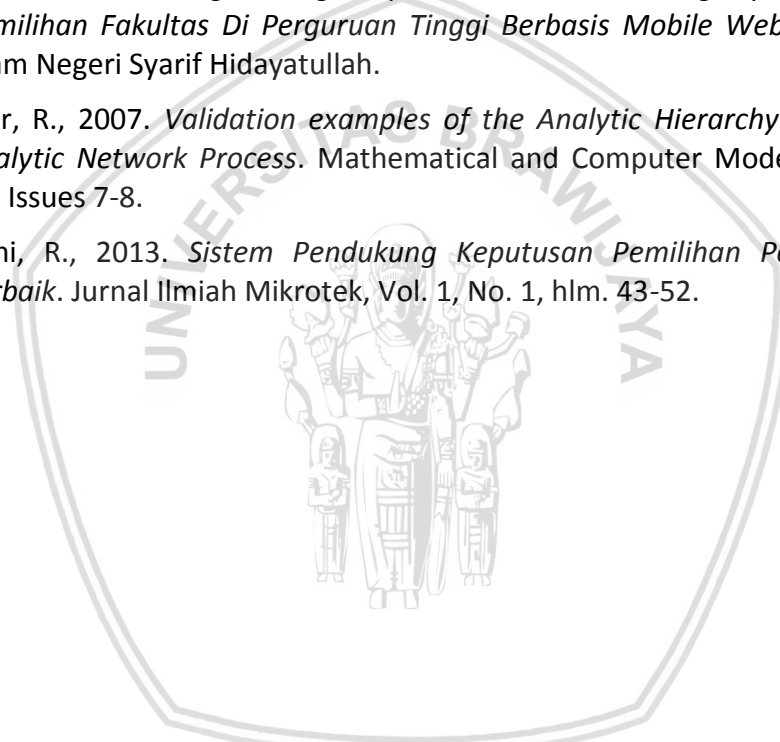 milihan Fakultas Di Perguruan Tinggi Berbasis Mobile Web
am Negeri Syarif Hidayatullah.
r, R., 2007. Validation examples of the Analytic Hierarchy
alytic Network Process. Mathematical and Computer Mode
Issues 7-8.
ni, R., 2013. Sistem Pendukung Keputusan Pemilihan Pe
rbaik. Jurnal Ilmiah Mikrotek, Vol. 1, No. 1, hlm. 43-52.
UNIVERSITAS BRAWIJAYA